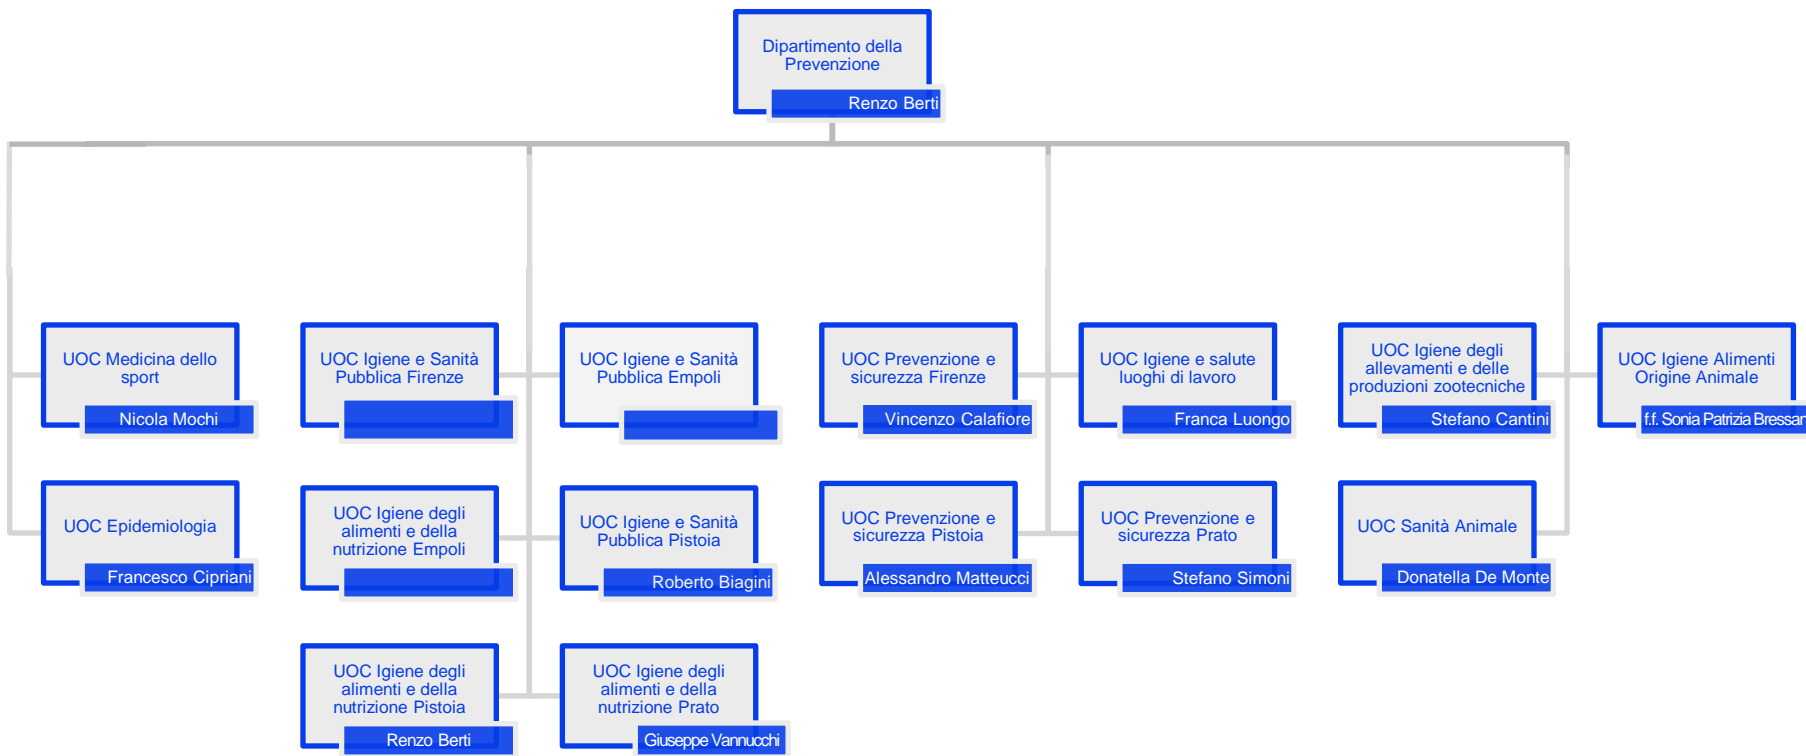 Dipartimento della
Prevenzione
Renzo Berti
UOC Medicina dello
sport
Nicola Mochi
UOC Igiene e Sanità
Pubblica Firenze
UOC Igiene e Sanità
Pubblica Empoli
UOC Prevenzione e
sicurezza Firenze
Vincenzo Calafiore
UOC Igiene e salute
luoghi di lavoro
Franca Luongo
UOC Igiene degli
allevamenti e delle
produzioni zootecniche
Stefano Cantini
UOC Igiene Alimenti
Origine Animale
f.f. Sonia Patrizia Bressan
UOC Epidemiologia
Francesco Cipriani
UOC Igiene degli
alimenti e della
nutrizione Empoli
UOC Igiene e Sanità
Pubblica Pistoia
Roberto Biagini
UOC Prevenzione e
sicurezza Pistoia
Alessandro Matteucci
UOC Prevenzione e
sicurezza Prato
Stefano Simoni
UOC Sanità Animale
Donatella De Monte
UOC Igiene degli
alimenti e della
nutrizione Pistoia
Renzo Berti
UOC Igiene degli
alimenti e della
nutrizione Prato
Giuseppe Vannucchi